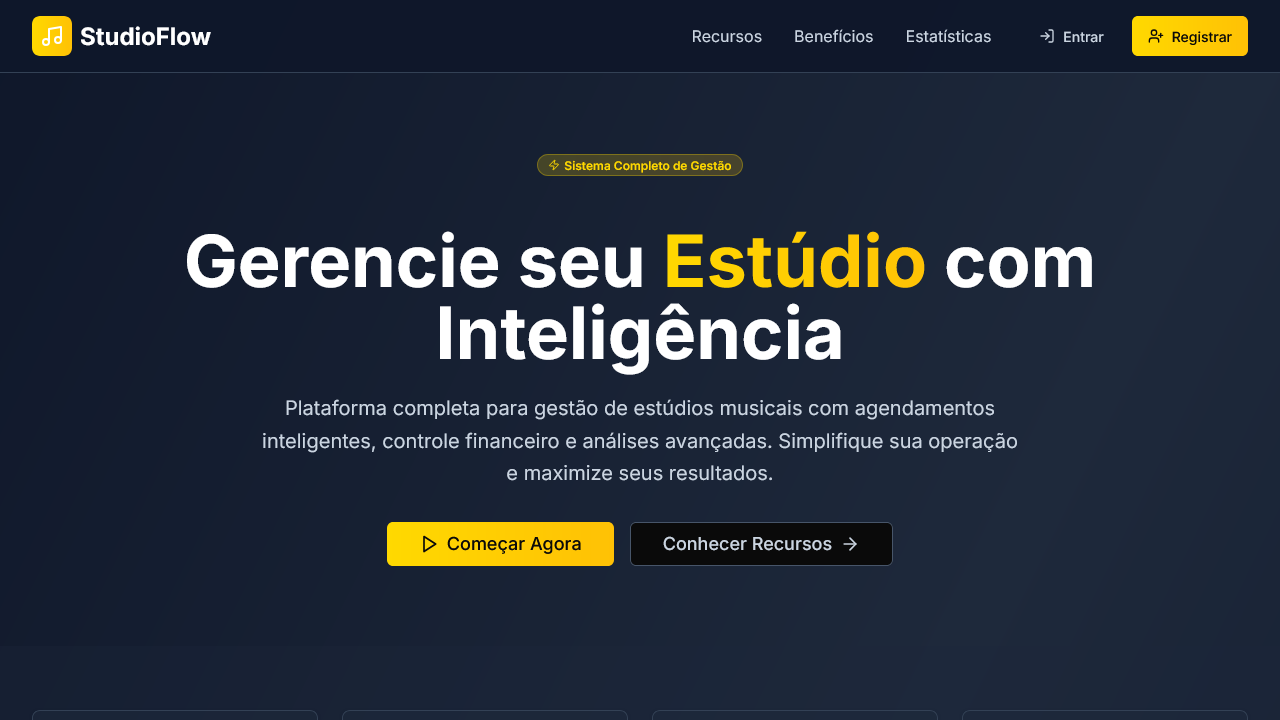 StudioFlow
Recursos
Benefícios
Estatísticas
Entrar
Registrar
Sistema Completo de Gestão
Gerencie seu Estúdio com
Inteligência
Plataforma completa para gestão de estúdios musicais com agendamentos
inteligentes, controle financeiro e análises avançadas. Simplifique sua operação
e maximize seus resultados.
Começar Agora
Conhecer Recursos